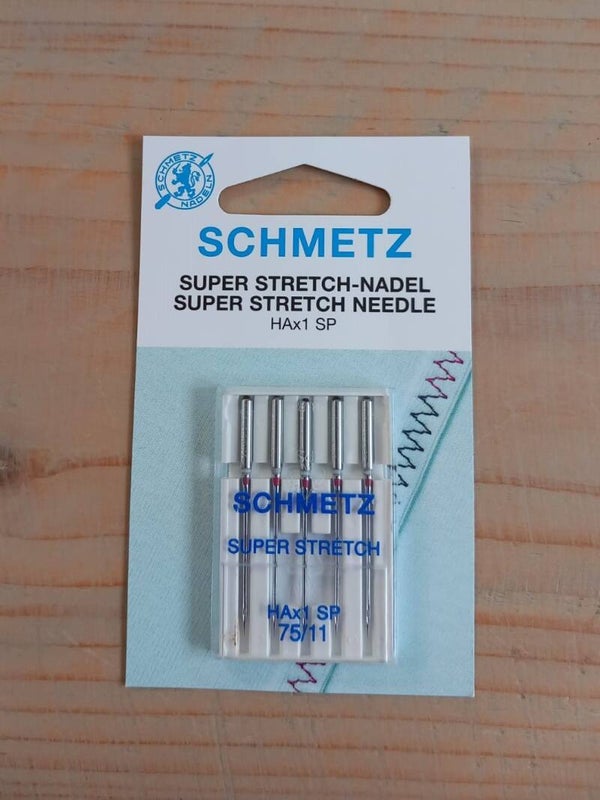 SCHMETZ
NADELN
SCHMETZ
SUPER STRETCH-NADEL
SUPER STRETCH NEEDLE
HAx1 SP
SCHMETZ
SUPER STRETCH
HAx1 SP
75/11